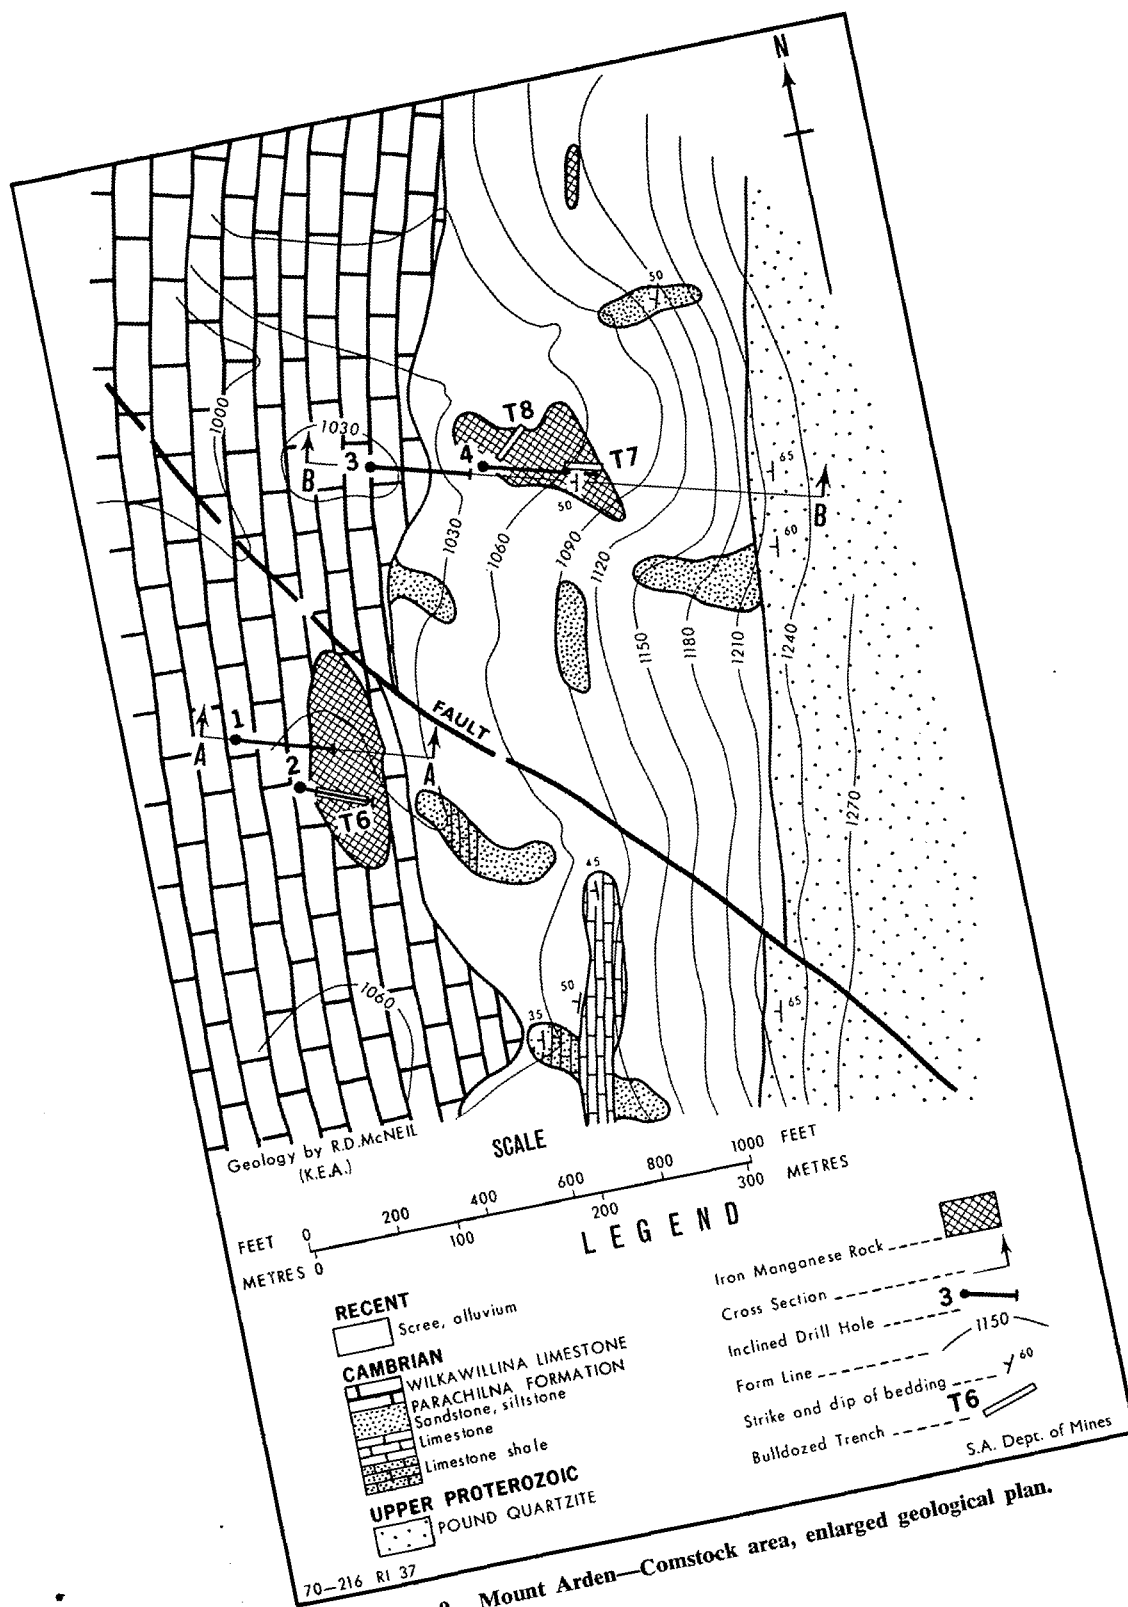 N
50
T8
1000
1030
3
4
T7
65
B
B
50
1030
1060
1090
1120
60
1150
1180
1210
1240
1
A
FAULT
A
2
T6
1270
45
50
1060
35
65
Geology by R.D.McNEIL
(K.E.A.)
SCALE
FEET 0 200 400 600 800 1000 FEET
METRES 0 100 200 300 METRES
LEGEND
RECENT
Scree, alluvium
CAMBRIAN
WILKAWILLINA LIMESTONE
PARACHILNA FORMATION
Sandstone, siltstone
Limestone
Limestone shale
UPPER PROTEROZOIC
POUND QUARTZITE
Iron Manganese Rock
Cross Section
Inclined Drill Hole 3
Form Line 1150
Strike and dip of bedding 60
Bulldozed Trench T6
S.A. Dept. of Mines
70–216 RI 37
Mount Arden—Comstock area, enlarged geological plan.